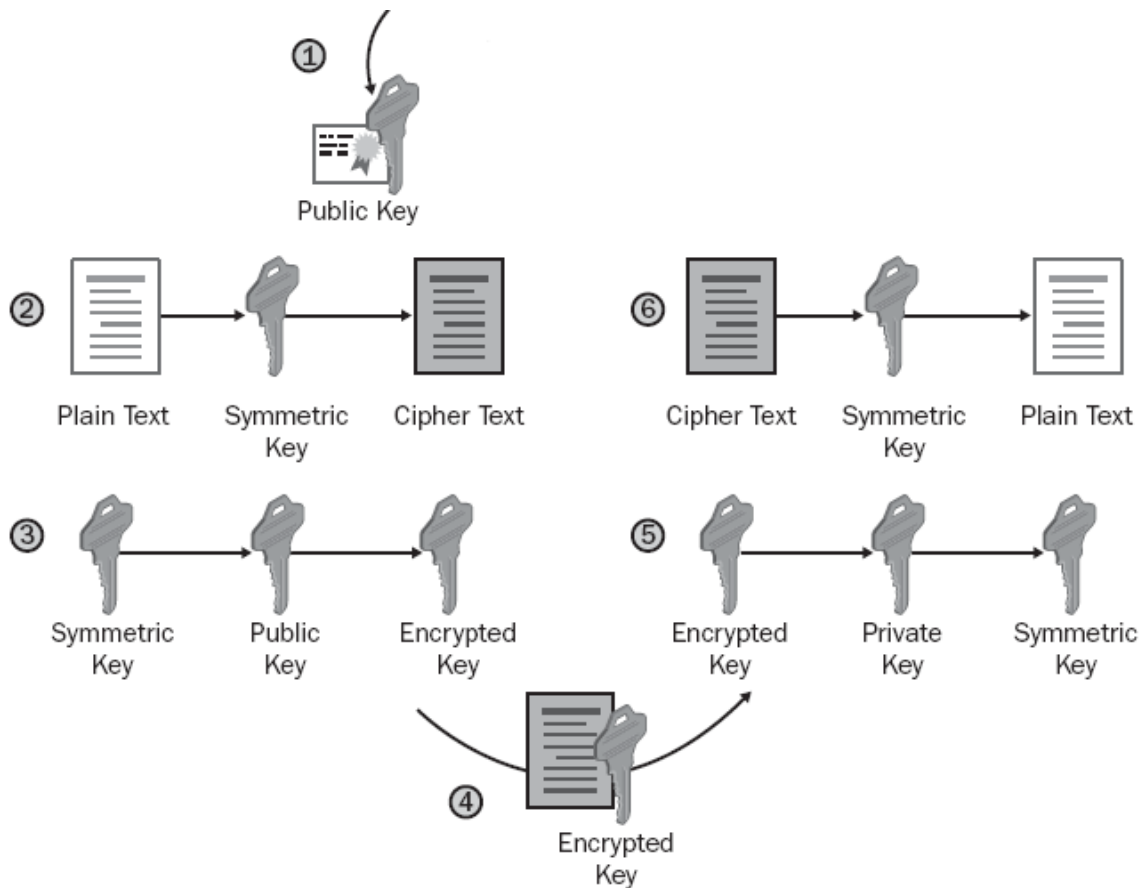 1
Public Key
2
Plain Text
Symmetric
Key
Cipher Text
6
Cipher Text
Symmetric
Key
Plain Text
3
Symmetric
Key
Public
Key
Encrypted
Key
5
Encrypted
Key
Private
Key
Symmetric
Key
4
Encrypted
Key